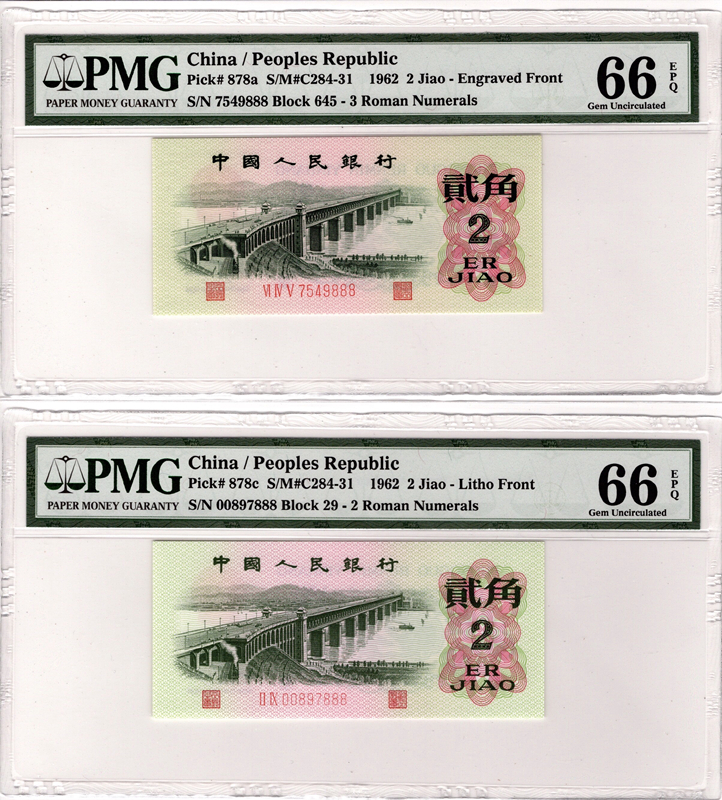 PMG
PAPER MONEY GUARANTY
China / Peoples Republic
Pick# 878a S/M#C284-31 1962 2 Jiao - Engraved Front
S/N 7549888 Block 645 - 3 Roman Numerals
66 EPQ
Gem Uncirculated
中國人民銀行
貳角
2
ER
JIAO
VI IV V 7549888
PMG
PAPER MONEY GUARANTY
China / Peoples Republic
Pick# 878c S/M#C284-31 1962 2 Jiao - Litho Front
S/N 00897888 Block 29 - 2 Roman Numerals
66 EPQ
Gem Uncirculated
中國人民銀行
貳角
2
ER
JIAO
II IX 00897888